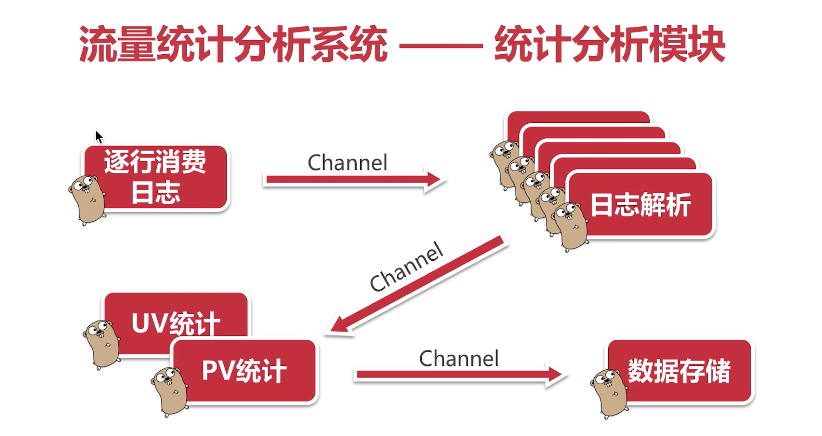 流量统计分析系统 —— 统计分析模块
逐行消费
日志
Channel
日志解析
Channel
UV统计
PV统计
Channel
数据存储